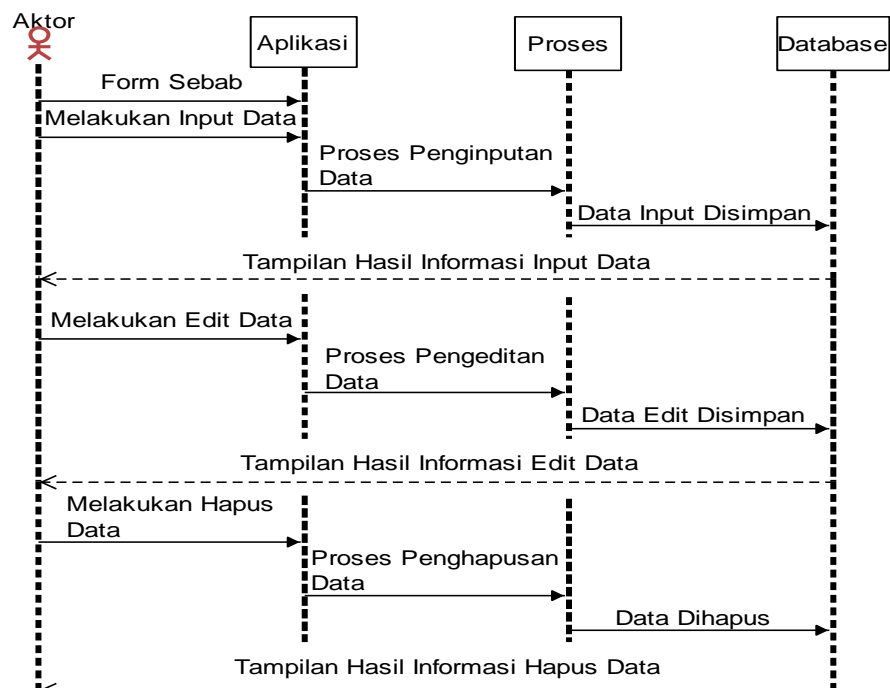 Aktor
Aplikasi
Proses
Database
Form Sebab
Melakukan Input Data
Proses Penginputan
Data
Data Input Disimpan
Tampilan Hasil Informasi Input Data
Melakukan Edit Data
Proses Pengeditan
Data
Data Edit Disimpan
Tampilan Hasil Informasi Edit Data
Melakukan Hapus
Data
Proses Penghapusan
Data
Data Dihapus
Tampilan Hasil Informasi Hapus Data